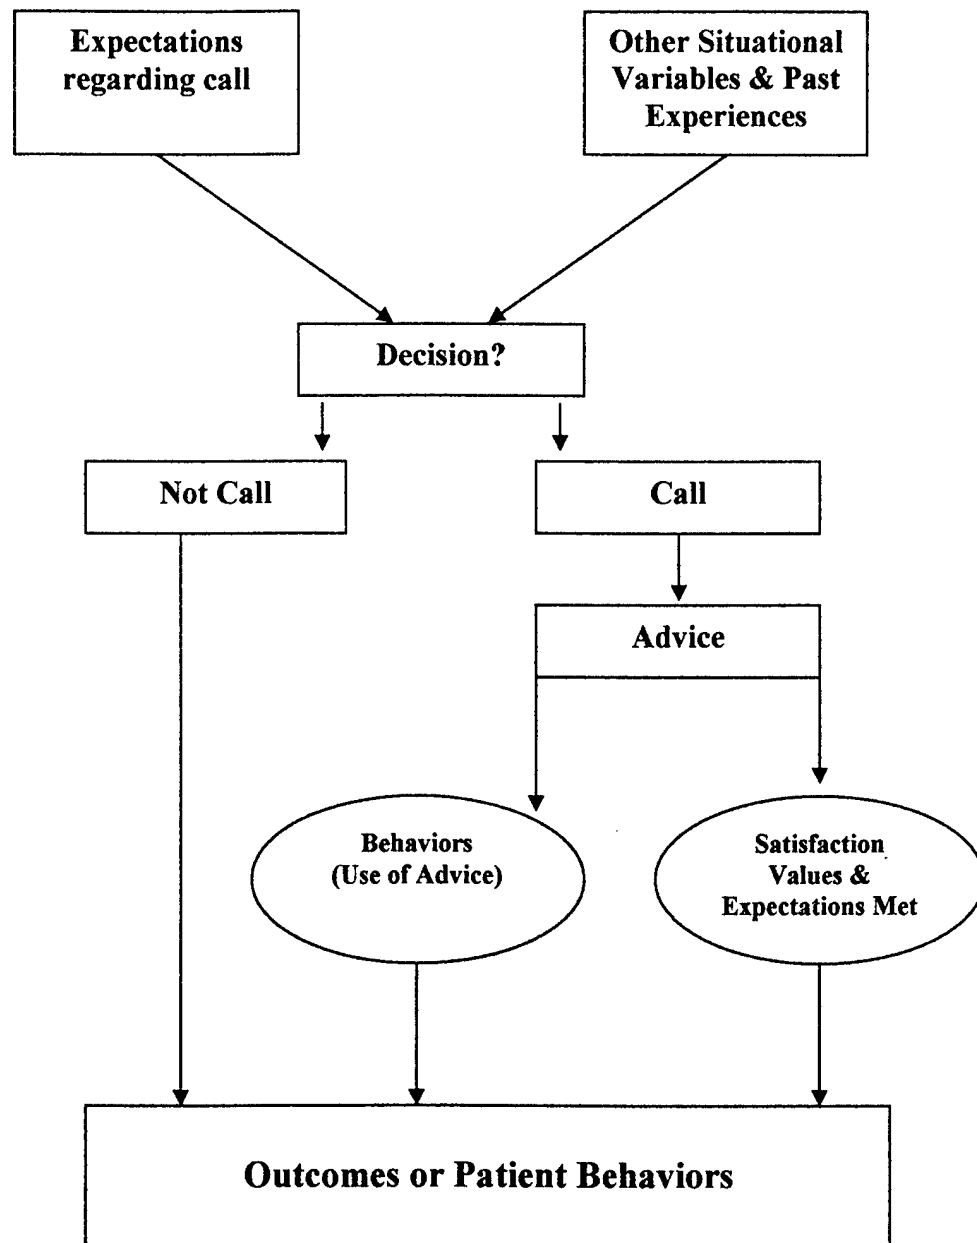 Expectations
regarding call
Other Situational
Variables & Past
Experiences
Decision?
Not Call
Call
Advice
Behaviors
(Use of Advice)
Satisfaction
Values &
Expectations Met
Outcomes or Patient Behaviors